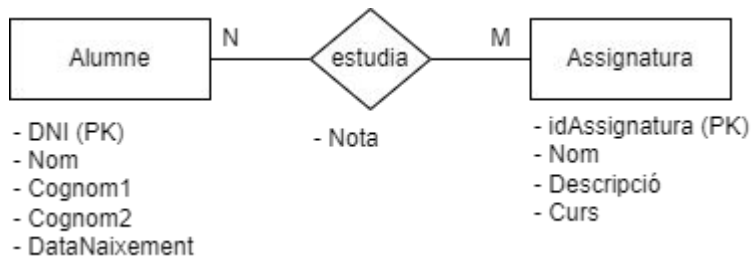 Alumne
N
estudia
M
Assignatura
- DNI (PK)
- Nom
- Cognom1
- Cognom2
- DataNaixement
- Nota
- idAssignatura (PK)
- Nom
- Descripció
- Curs